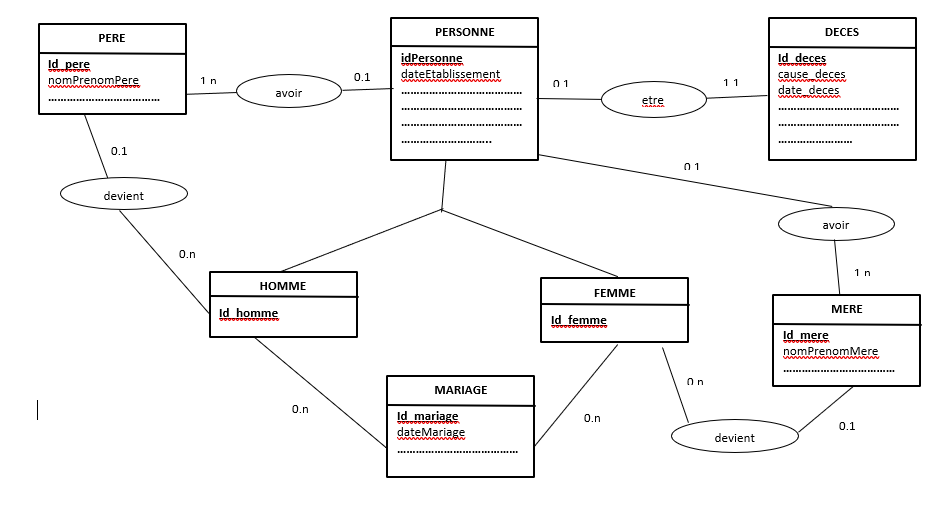 PERE
Id_pere
nomPrenomPere
1 n
avoir
0.1
PERSONNE
idPersonne
dateEtablissement
0 1
etre
1 1
DECES
Id_deces
cause_deces
date_deces
0.1
devient
0.n
0 1
avoir
1 n
HOMME
Id_homme
FEMME
Id_femme
MERE
Id_mere
nomPrenomMere
0.n
MARIAGE
Id_mariage
dateMariage
0.n
0 n
devient
0.1